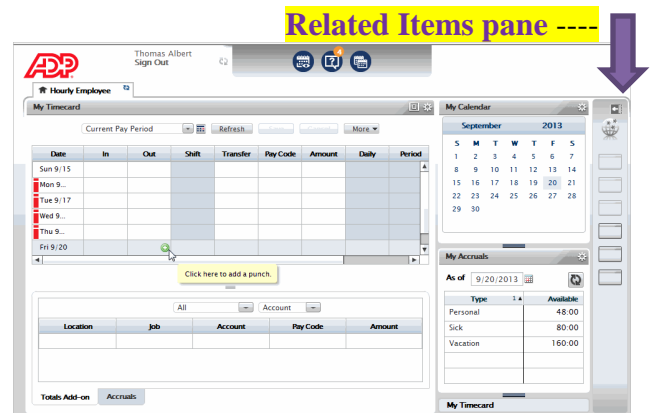 Related Items pane ----
ADP
Thomas Albert
Sign Out
4
Hourly Employee
My Timecard
Current Pay Period Refresh More
Date In Out Shift Transfer Pay Code Amount Daily Period
Sun 9/15
Mon 9...
Tue 9/17
Wed 9...
Thu 9...
Fri 9/20
Click here to add a punch.
All Account
Location Job Account Pay Code Amount
Totals Add-on Accruals
My Calendar
September 2013
S M T W T F S
1 2 3 4 5 6 7
8 9 10 11 12 13 14
15 16 17 18 19 20 21
22 23 24 25 26 27 28
29 30
My Accruals
As of 9/20/2013
Type 1 Available
Personal 48:00
Sick 80:00
Vacation 160:00
My Timecard